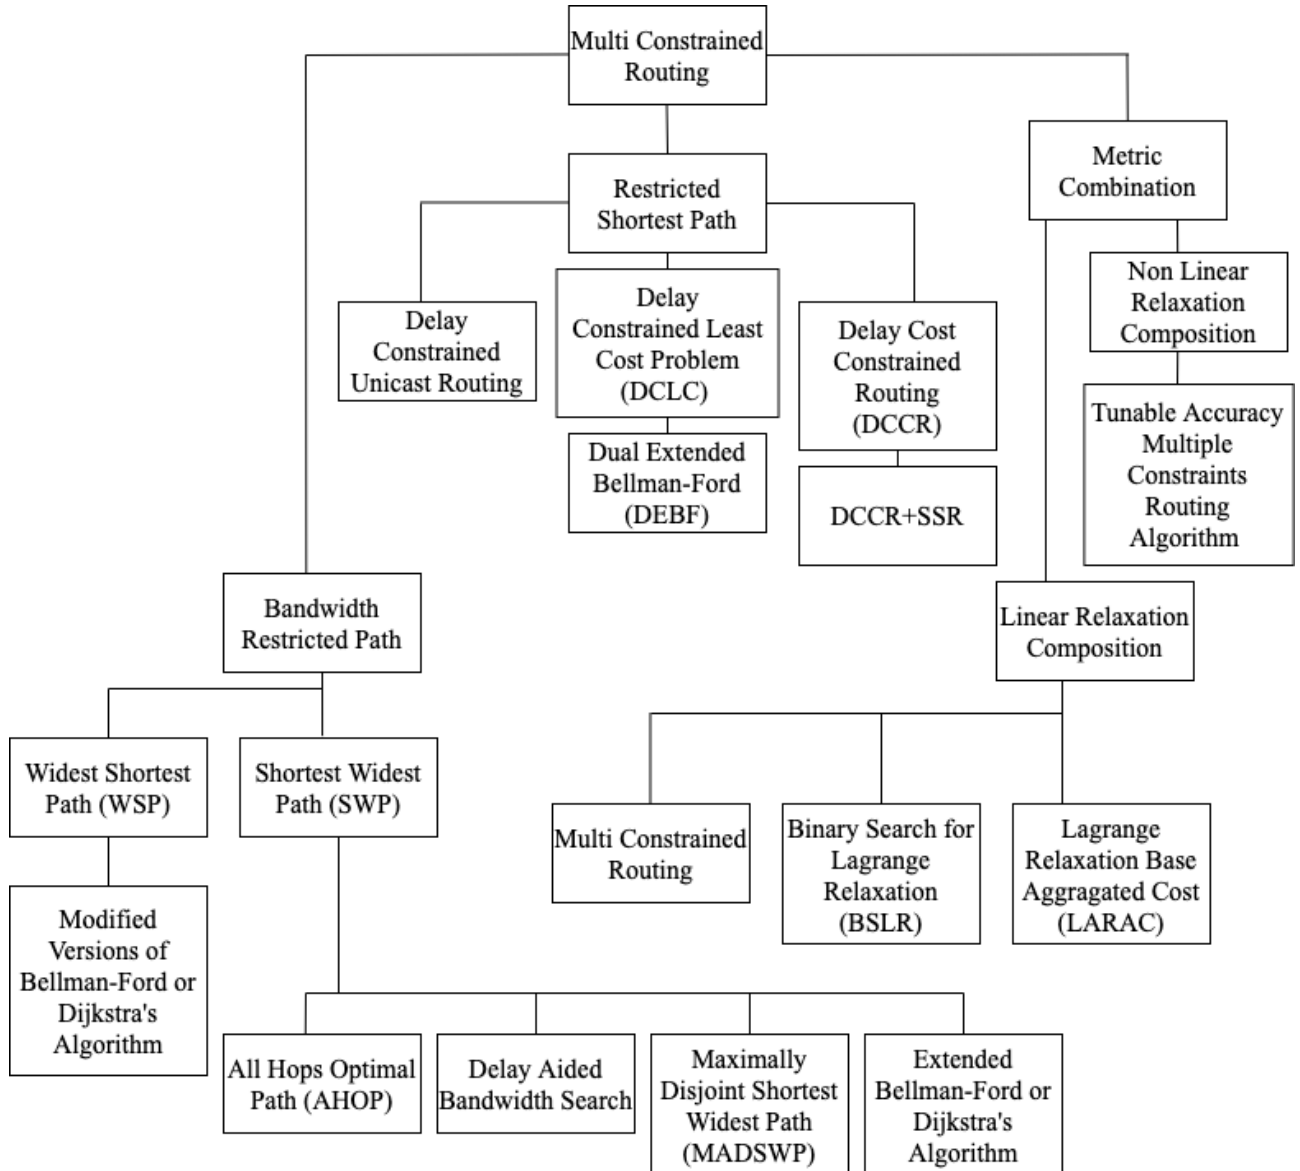 Multi Constrained
Routing
Metric
Combination
Restricted
Shortest Path
Non Linear
Relaxation
Composition
Delay
Constrained
Unicast Routing
Delay
Constrained Least
Cost Problem
(DCLC)
Delay Cost
Constrained
Routing
(DCCR)
Tunable Accuracy
Multiple
Constraints
Routing
Algorithm
Dual Extended
Bellman-Ford
(DEBF)
DCCR+SSR
Bandwidth
Restricted Path
Linear Relaxation
Composition
Widest Shortest
Path (WSP)
Shortest Widest
Path (SWP)
Multi Constrained
Routing
Binary Search for
Lagrange
Relaxation
(BSLR)
Lagrange
Relaxation Base
Aggragated Cost
(LARAC)
Modified
Versions of
Bellman-Ford or
Dijkstra's
Algorithm
All Hops Optimal
Path (AHOP)
Delay Aided
Bandwidth Search
Maximally
Disjoint Shortest
Widest Path
(MADSWP)
Extended
Bellman-Ford or
Dijkstra's
Algorithm